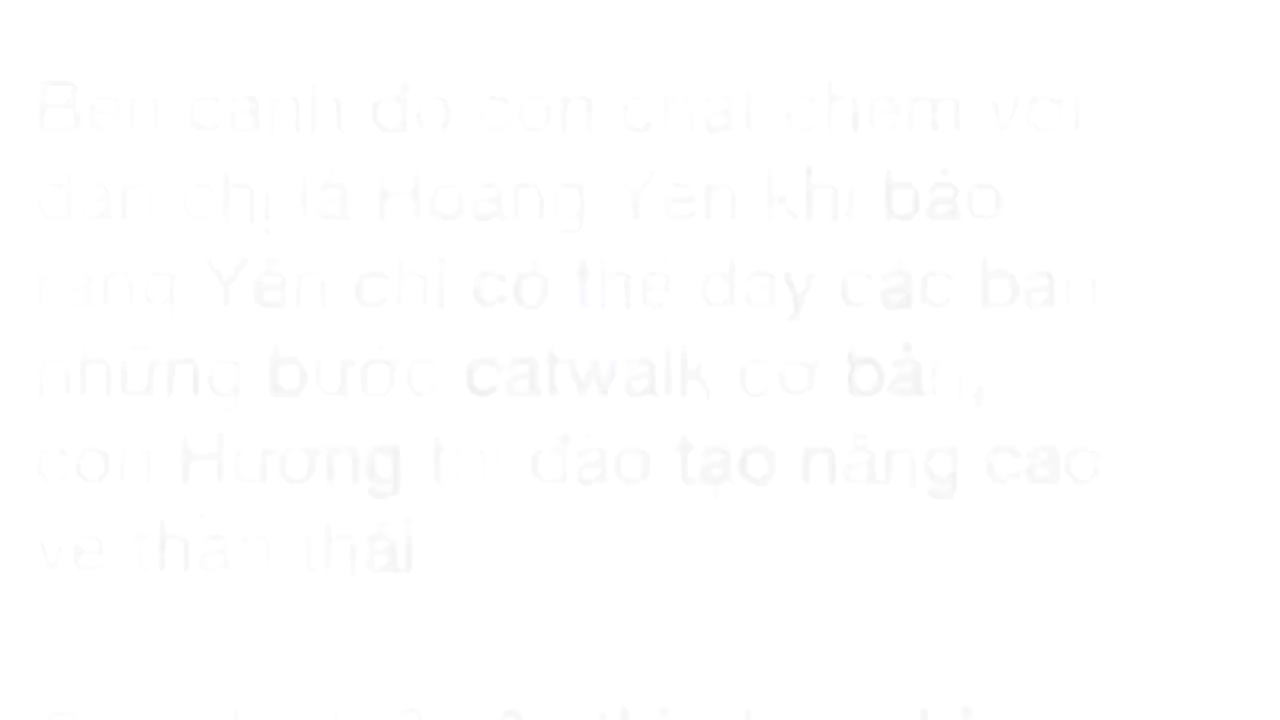 Bên cạnh đó còn chặt chém với
đàn chị là Hoàng Yến khi bảo
rằng Yến chỉ có thể dạy các bạn
những bước catwalk cơ bản,
còn Hương thì đào tạo nâng cao
về thần thái